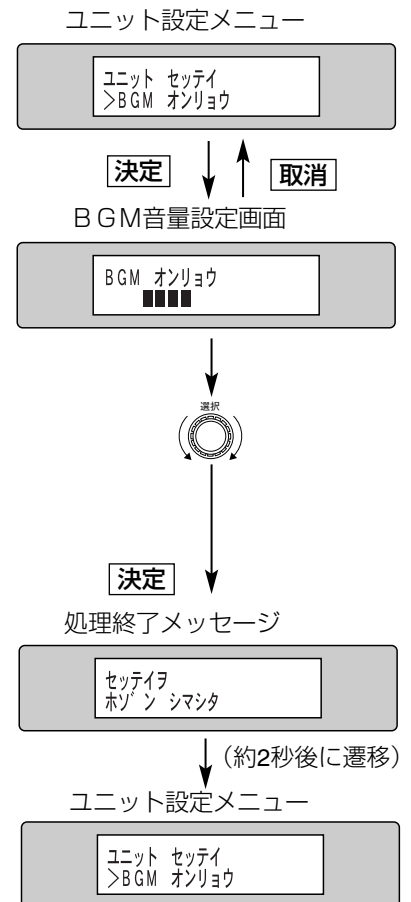 ユニット設定メニュー
ユニット セッテイ
>BGM オンリョウ
決定 取消
BGM音量設定画面
BGM オンリョウ
選択
決定
処理終了メッセージ
セッテイヲ
ホゾン シマシタ
(約2秒後に遷移)
ユニット設定メニュー
ユニット セッテイ
>BGM オンリョウ